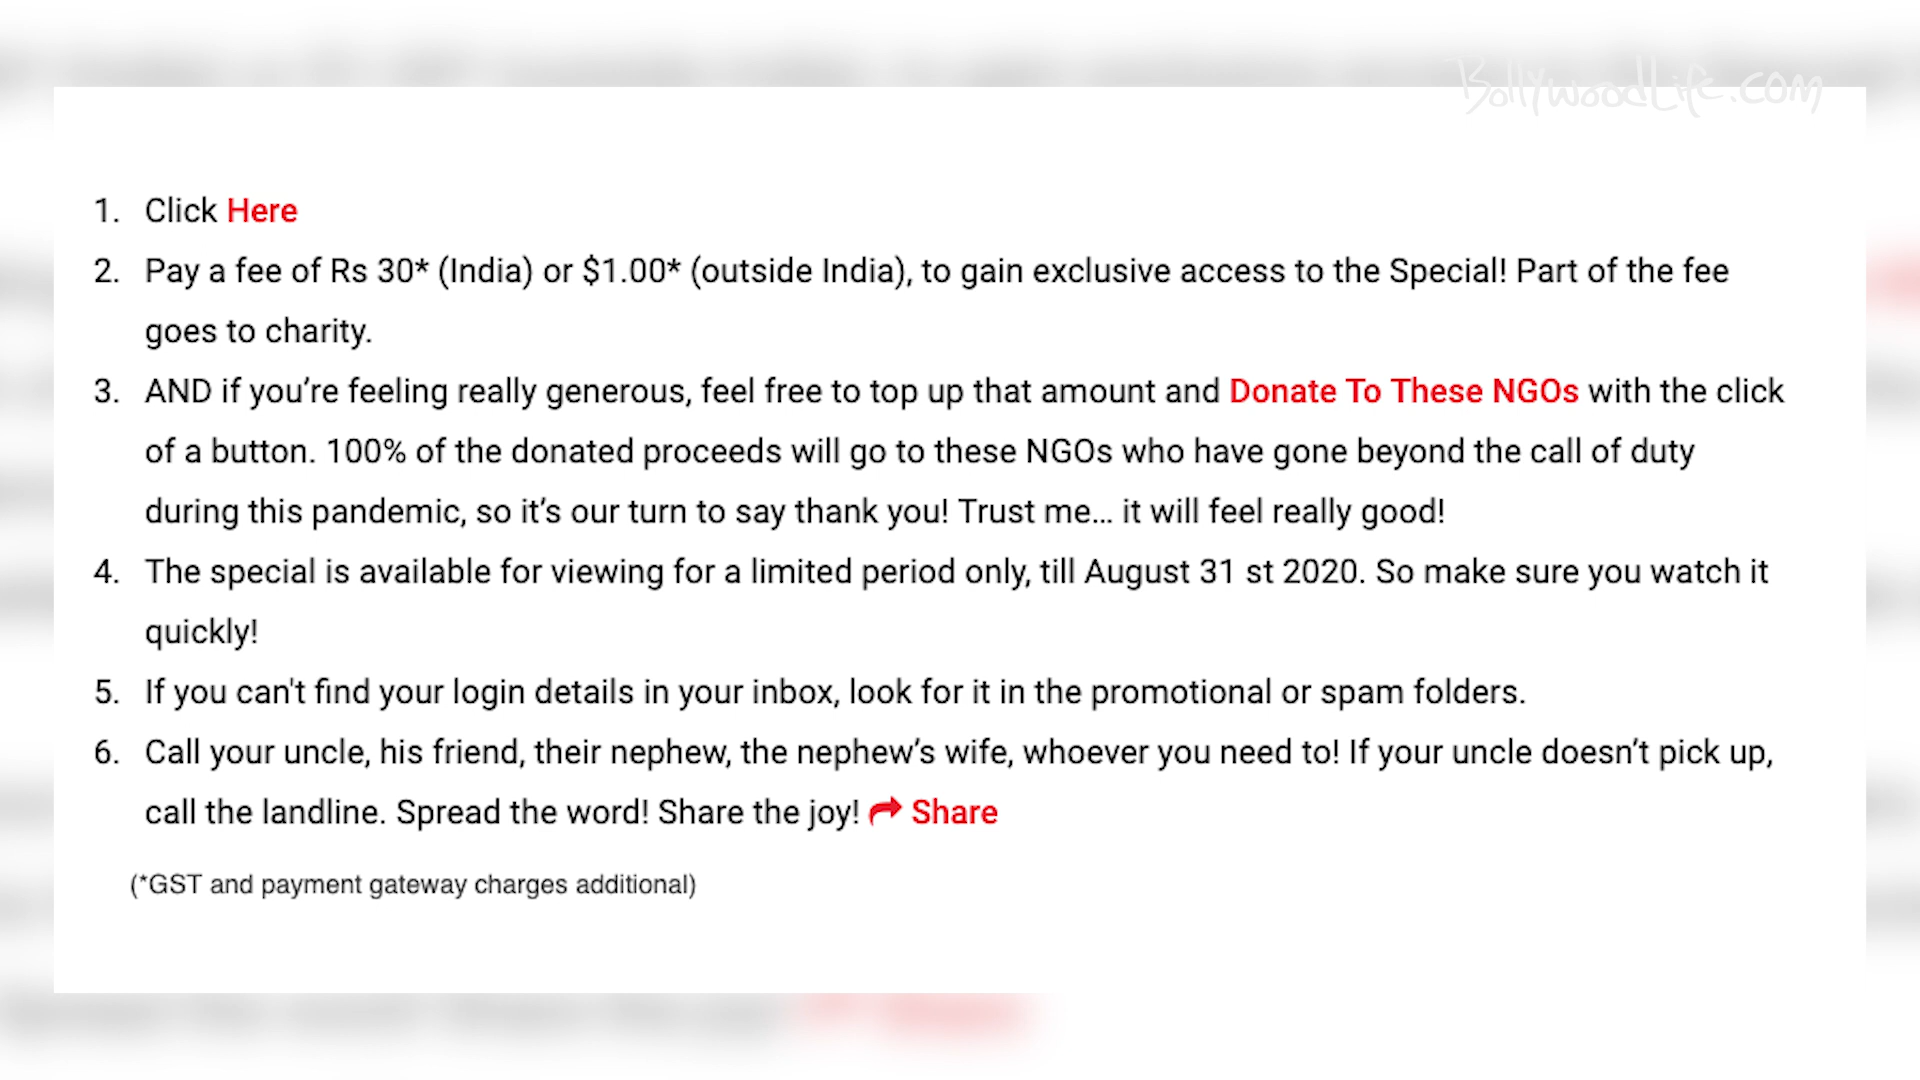 BollywoodLife.com
1. Click Here
2. Pay a fee of Rs 30* (India) or $1.00* (outside India), to gain exclusive access to the Special! Part of the fee
goes to charity.
3. AND if you’re feeling really generous, feel free to top up that amount and Donate To These NGOs with the click
of a button. 100% of the donated proceeds will go to these NGOs who have gone beyond the call of duty
during this pandemic, so it’s our turn to say thank you! Trust me... it will feel really good!
4. The special is available for viewing for a limited period only, till August 31 st 2020. So make sure you watch it
quickly!
5. If you can't find your login details in your inbox, look for it in the promotional or spam folders.
6. Call your uncle, his friend, their nephew, the nephew’s wife, whoever you need to! If your uncle doesn’t pick up,
call the landline. Spread the word! Share the joy! Share
(*GST and payment gateway charges additional)